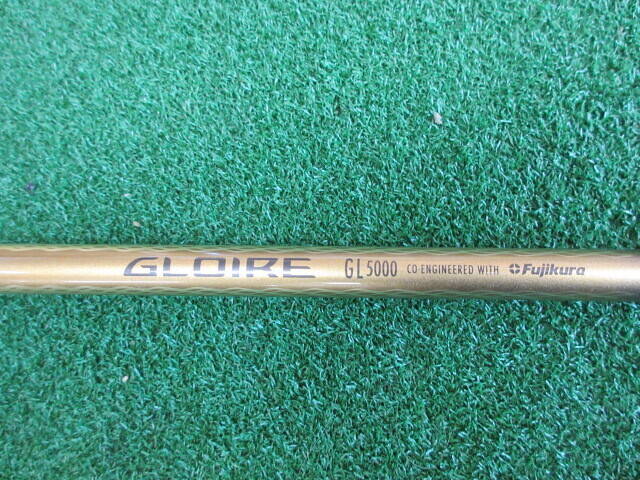 GLOIRE GL5000 CO-ENGINEERED WITH Fujikura